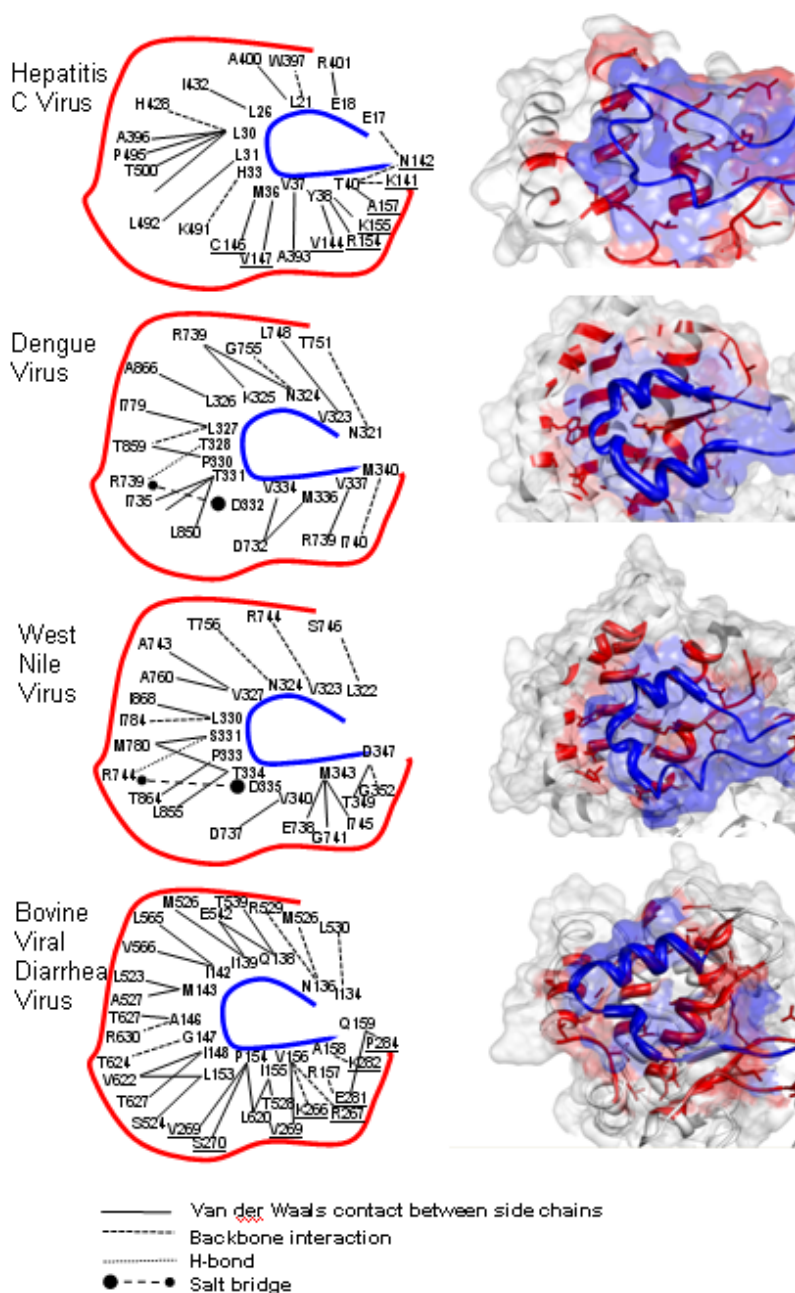 Hepatitis
C Virus
A400
W397
R401
I432
L21
E18
E17
H428
L26
L30
A396
P495
T500
L31
H33
N142
V37
T40
K141
M36
Y38
A157
L492
K491
K155
C146
V144
R154
V147
A393
Dengue
Virus
R739
L748
G755
T751
A866
L326
K325
N324
V323
I779
L327
N321
T859
T328
P330
M340
R739
T331
V337
V334
I735
D332
M336
L850
D732
R739
I740
West
Nile
Virus
T756
R744
S746
A743
A760
N324
V323
L322
V327
I868
I784
L330
S331
M780
P333
D347
R744
T334
M343
T864
D335
V340
G352
L855
T349
D737
E738
I745
G741
Bovine
Viral
Diarrhea
Virus
M526
T539
L565
E542
R529
M526
L530
V566
I139
Q138
I142
L523
N136
I134
M143
A527
T627
A146
Q159
R630
G147
P284
T624
I148
P154
V156
A158
K282
V622
L153
I155
R157
E281
T627
T528
K266
R267
S524
L620
V269
V269
S270
Van der Waals contact between side chains
Backbone interaction
H-bond
Salt bridge